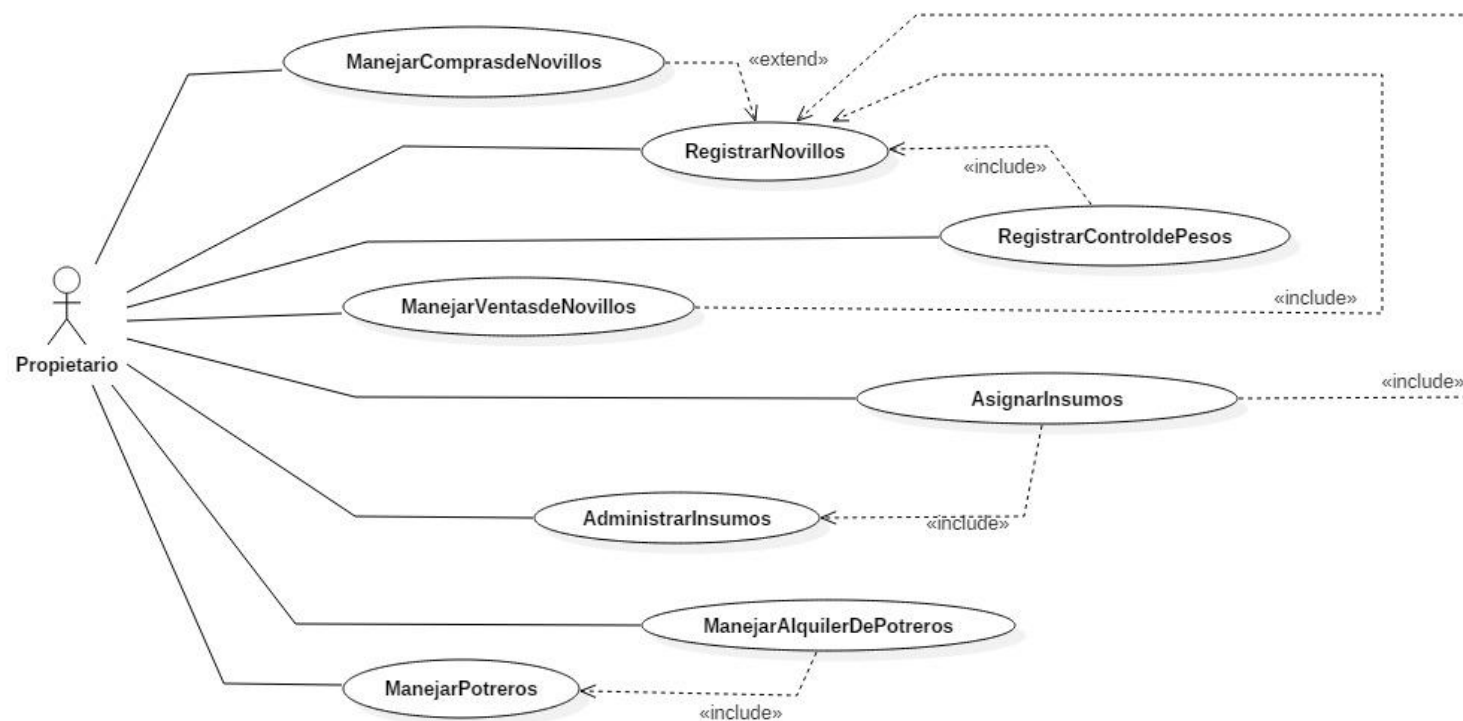 ManejarComprasdeNovillos
«extend»
RegistrarNovillos
«include»
RegistrarControldePesos
ManejarVentasdeNovillos
«include»
Propietario
AsignarInsumos
«include»
AdministrarInsumos
«include»
ManejarAlquilerDePotreros
ManejarPotreros
«include»